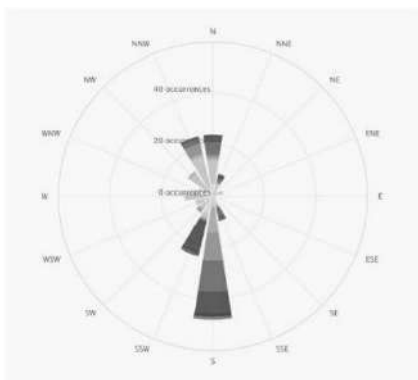 N
NNW
NNE
NW
NE
40 occurrences
WNW
20 occurrences
ENE
W
0 occurrences
E
WSW
ESE
SW
SE
SSW
SSE
S